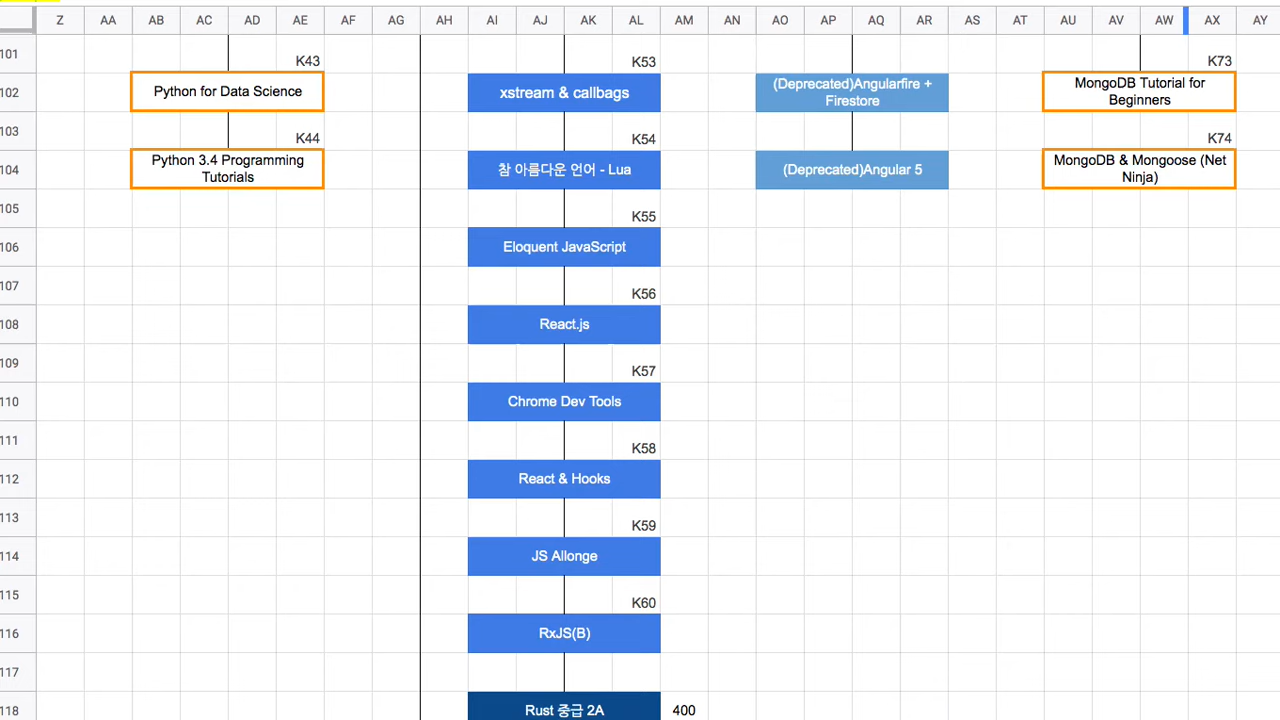 Z AA AB AC AD AE AF AG AH AI AJ AK AL AM AN AO AP AQ AR AS AT AU AV AW AX AY
101 K43 K53 K73
102 Python for Data Science xstream & callbags (Deprecated)Angularfire + MongoDB Tutorial for
Firestore Beginners
103 K44 K54 K74
104 Python 3.4 Programming 참 아름다운 언어 - Lua (Deprecated)Angular 5 MongoDB & Mongoose (Net
Tutorials Ninja)
105 K55
106 Eloquent JavaScript
107 K56
108 React.js
109 K57
110 Chrome Dev Tools
111 K58
112 React & Hooks
113 K59
114 JS Allonge
115 K60
116 RxJS(B)
117
118 Rust 중급 2A 400